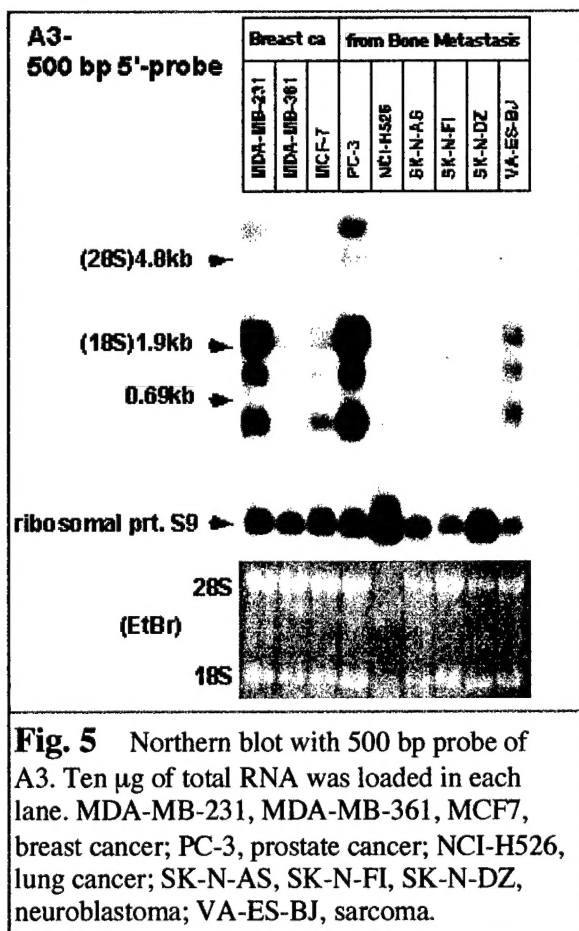 A3-
500 bp 5'-probe
Breast ca
from Bone Metastasis
MDA-MB-231
MDA-MB-361
MCF-7
PC-3
NCI-H526
SK-N-AS
SK-N-FI
SK-N-DZ
VA-ES-BJ
(28S)4.8kb
(18S)1.9kb
0.69kb
ribosomal prt. S9
28S
(EtBr)
18S
Fig. 5 Northern blot with 500 bp probe of
A3. Ten µg of total RNA was loaded in each
lane. MDA-MB-231, MDA-MB-361, MCF7,
breast cancer; PC-3, prostate cancer; NCI-H526,
lung cancer; SK-N-AS, SK-N-FI, SK-N-DZ,
neuroblastoma; VA-ES-BJ, sarcoma.